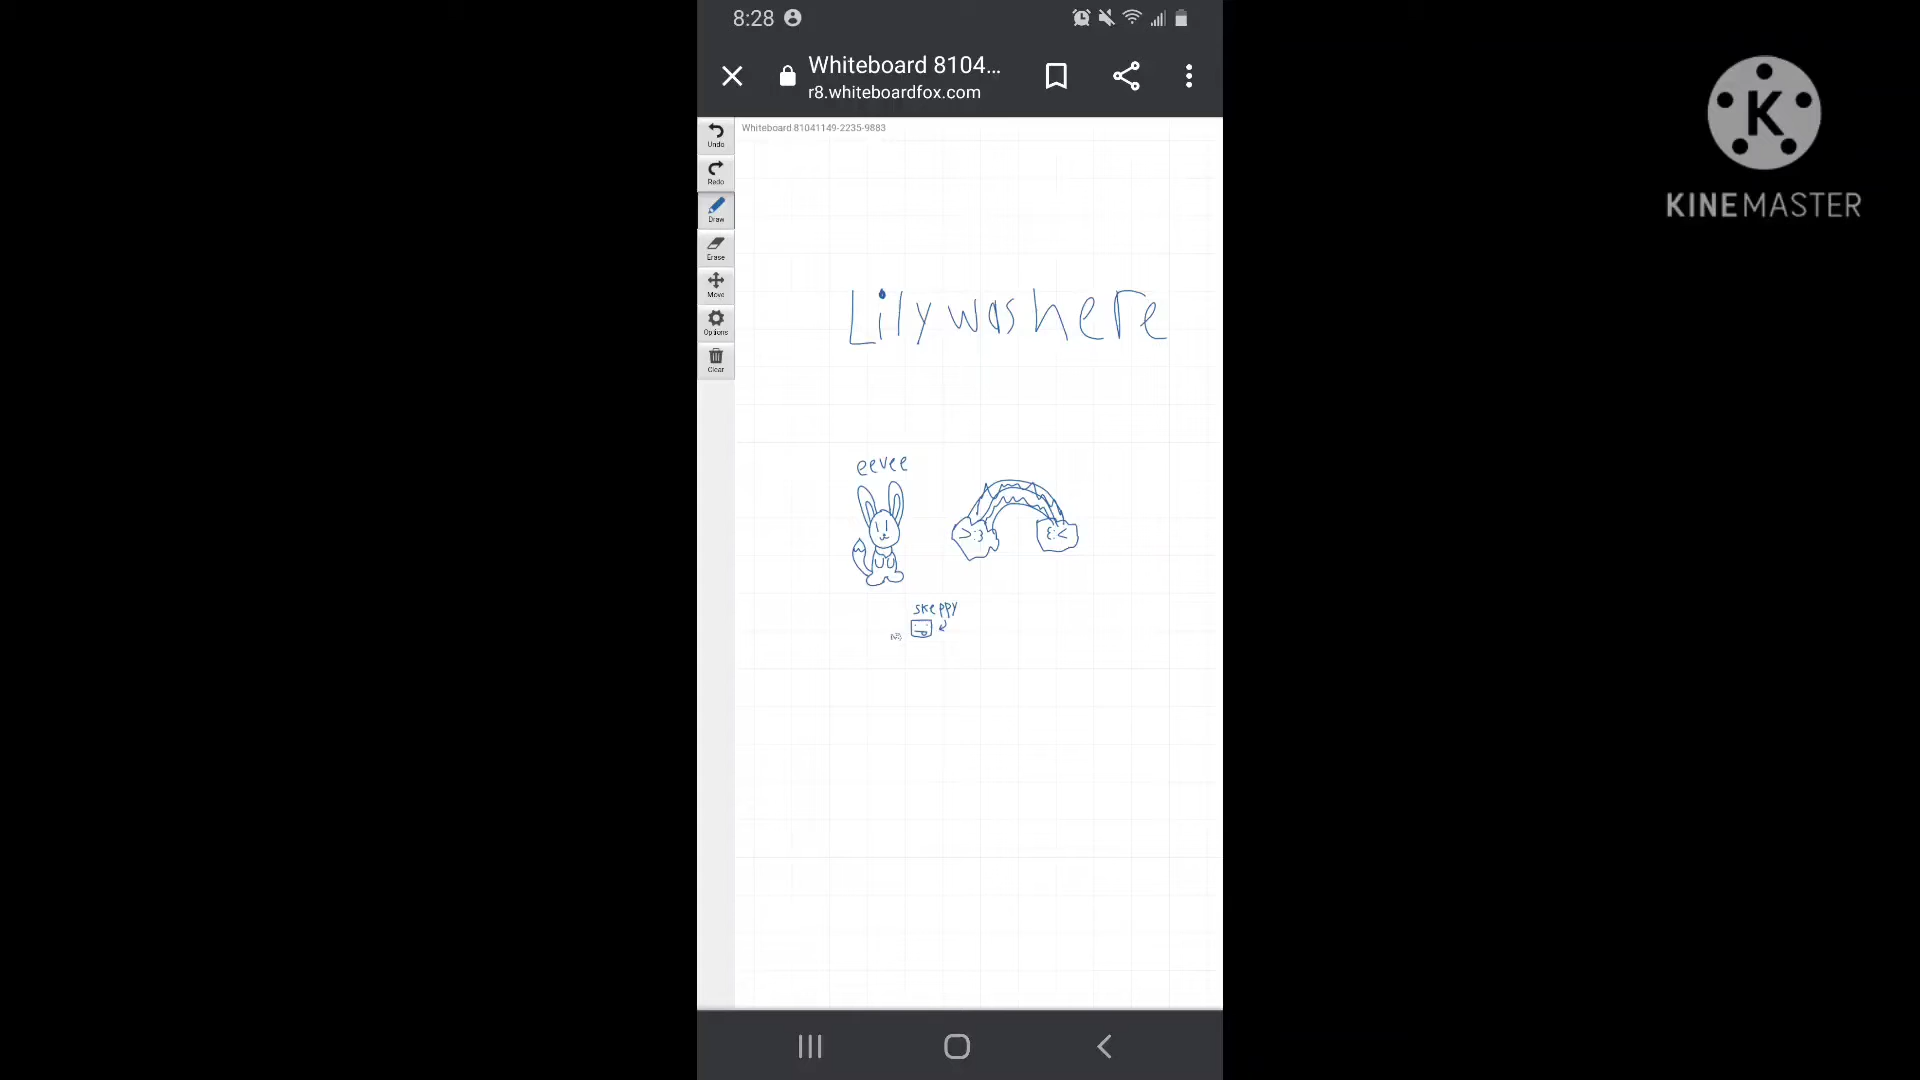 8:28
Whiteboard 8104...
r8.whiteboardfox.com
KINEMASTER
Whiteboard 81041149-2235-9883
Undo
Redo
Draw
Erase
Move
Options
Clear
Lily was here
eevee
>:3
ε:<
skeppy